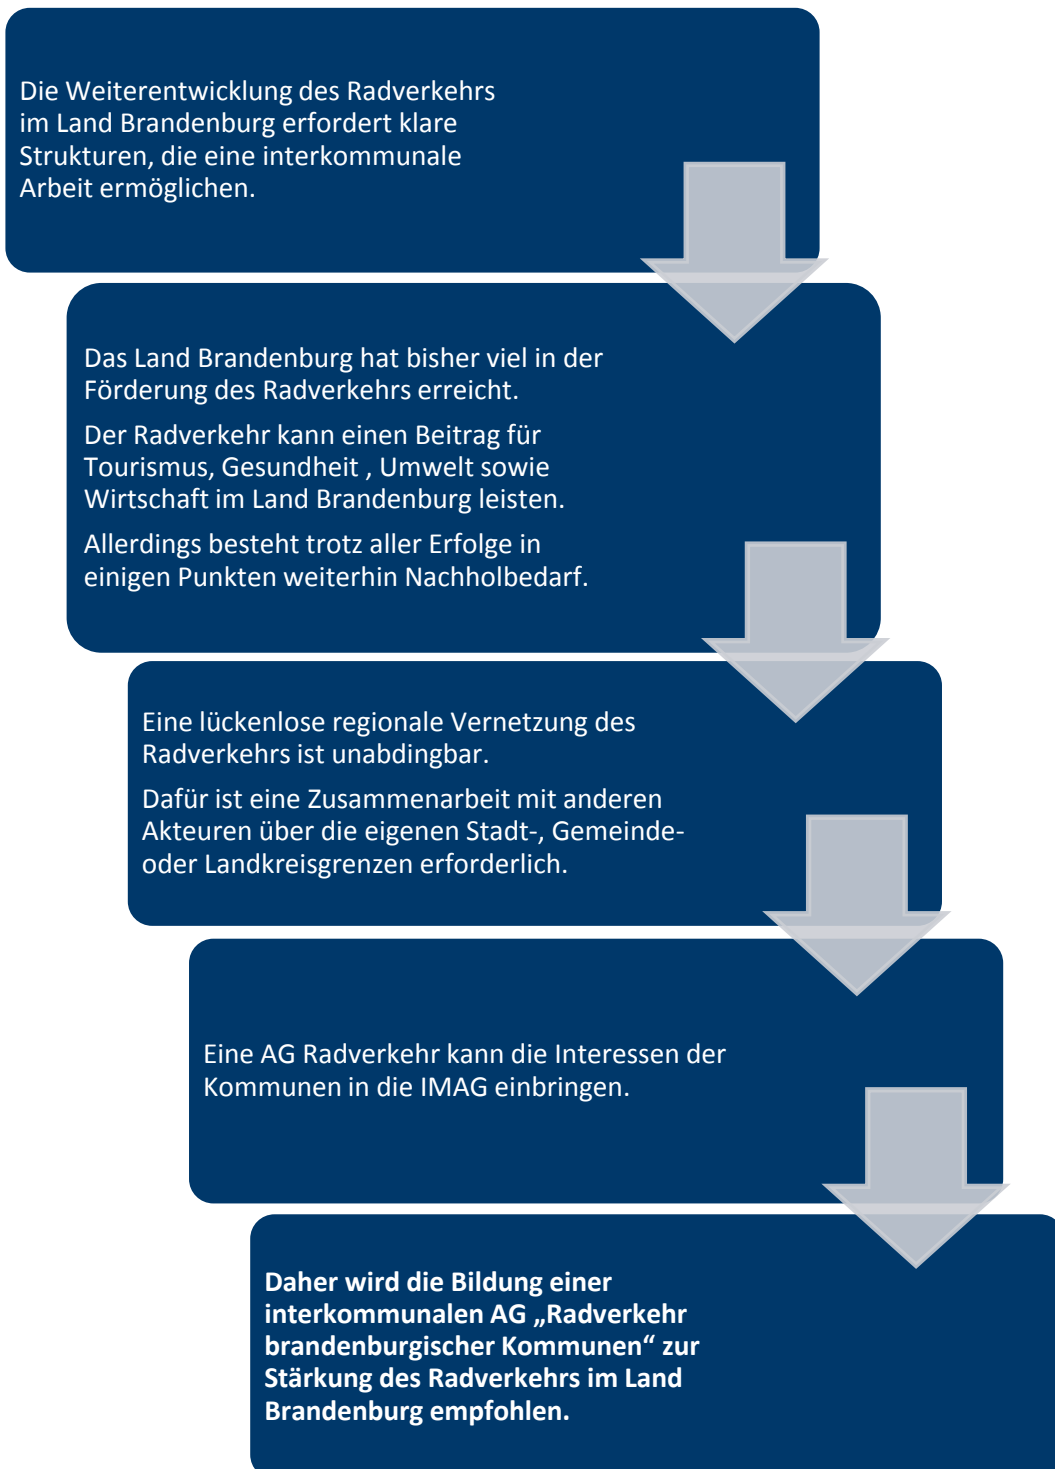 Die Weiterentwicklung des Radverkehrs
im Land Brandenburg erfordert klare
Strukturen, die eine interkommunale
Arbeit ermöglichen.
Das Land Brandenburg hat bisher viel in der
Förderung des Radverkehrs erreicht.
Der Radverkehr kann einen Beitrag für
Tourismus, Gesundheit , Umwelt sowie
Wirtschaft im Land Brandenburg leisten.
Allerdings besteht trotz aller Erfolge in
einigen Punkten weiterhin Nachholbedarf.
Eine lückenlose regionale Vernetzung des
Radverkehrs ist unabdingbar.
Dafür ist eine Zusammenarbeit mit anderen
Akteuren über die eigenen Stadt-, Gemeinde-
oder Landkreisgrenzen erforderlich.
Eine AG Radverkehr kann die Interessen der
Kommunen in die IMAG einbringen.
Daher wird die Bildung einer
interkommunalen AG „Radverkehr
brandenburgischer Kommunen“ zur
Stärkung des Radverkehrs im Land
Brandenburg empfohlen.